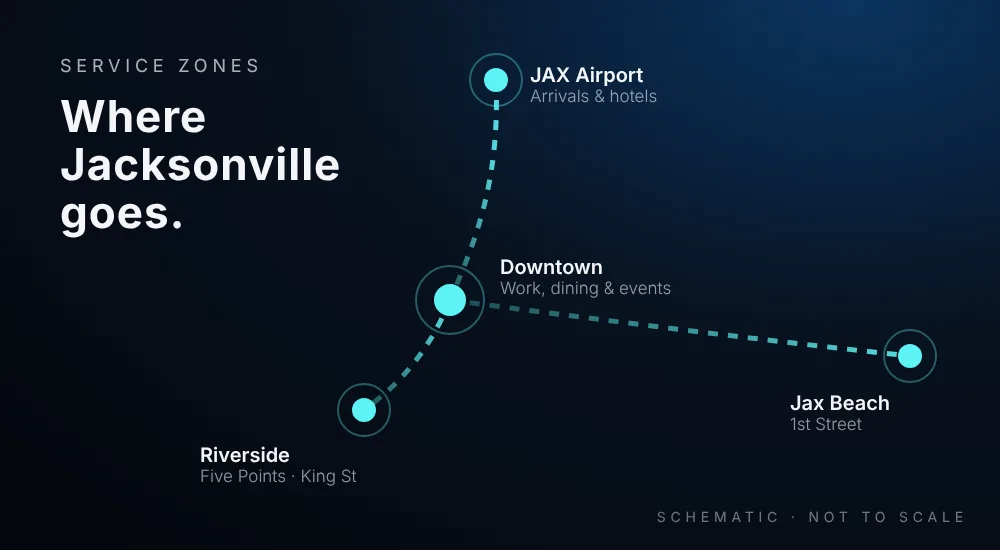 SERVICE ZONES
Where
Jacksonville
goes.
JAX Airport
Arrivals & hotels
Downtown
Work, dining & events
Jax Beach
1st Street
Riverside
Five Points · King St
SCHEMATIC · NOT TO SCALE